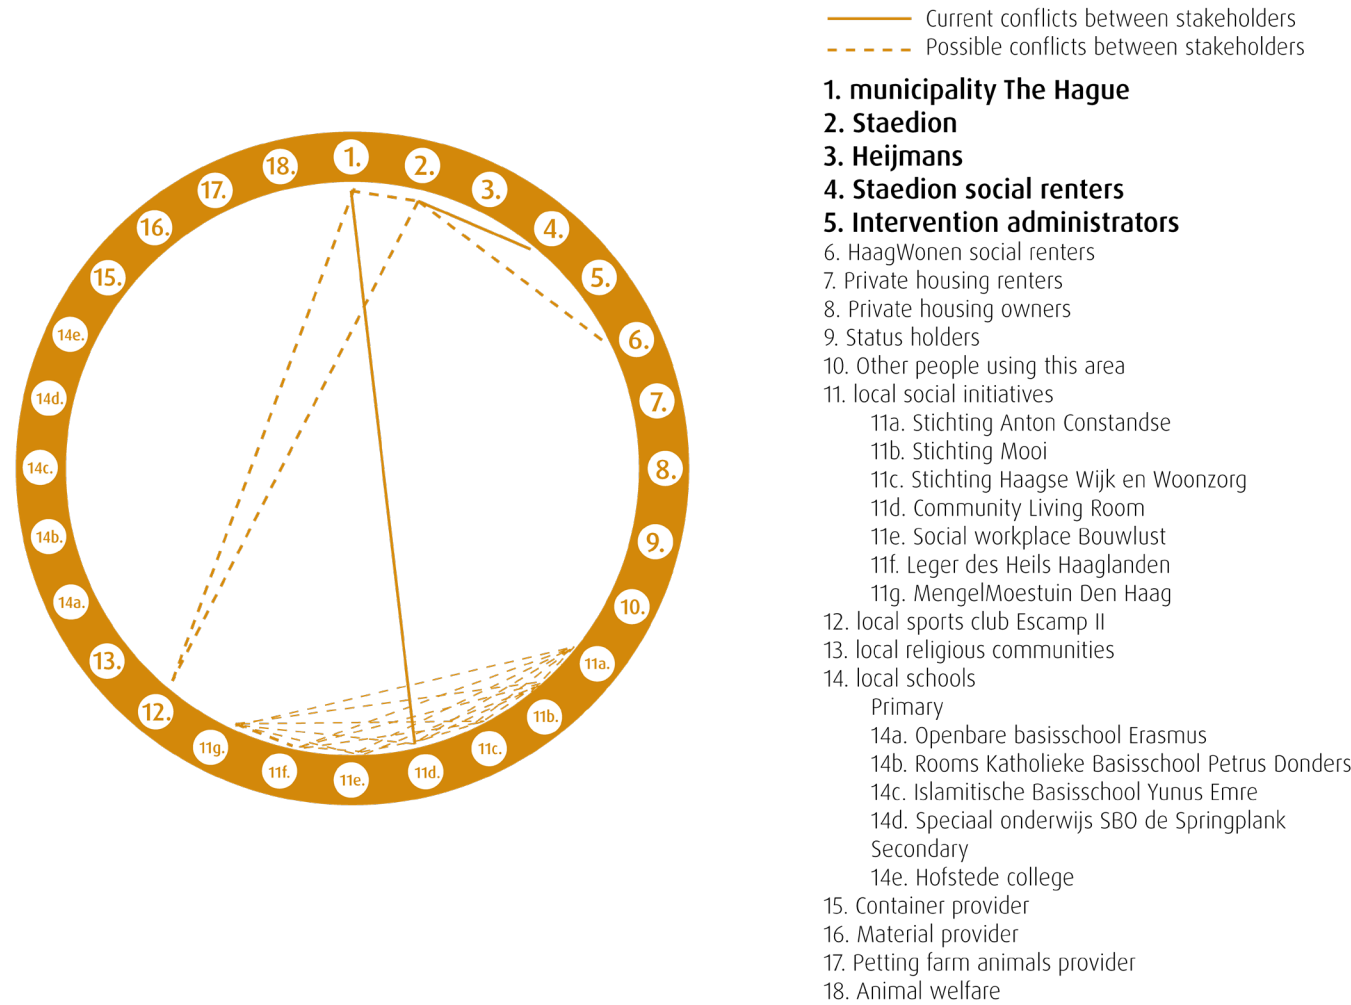 Current conflicts between stakeholders
Possible conflicts between stakeholders
1. municipality The Hague
2. Staedion
3. Heijmans
4. Staedion social renters
5. Intervention administrators
6. HaagWonen social renters
7. Private housing renters
8. Private housing owners
9. Status holders
10. Other people using this area
11. local social initiatives
11a. Stichting Anton Constandse
11b. Stichting Mooi
11c. Stichting Haagse Wijk en Woonzorg
11d. Community Living Room
11e. Social workplace Bouwlust
11f. Leger des Heils Haaglanden
11g. MengelMoestuin Den Haag
12. local sports club Escamp II
13. local religious communities
14. local schools
Primary
14a. Openbare basisschool Erasmus
14b. Rooms Katholieke Basisschool Petrus Donders
14c. Islamitische Basisschool Yunus Emre
14d. Speciaal onderwijs SBO de Springplank
Secondary
14e. Hofstede college
15. Container provider
16. Material provider
17. Petting farm animals provider
18. Animal welfare
1.
2.
3.
4.
5.
6.
7.
8.
9.
10.
11a.
11b.
11c.
11d.
11e.
11f.
11g.
12.
13.
14a.
14b.
14c.
14d.
14e.
15.
16.
17.
18.